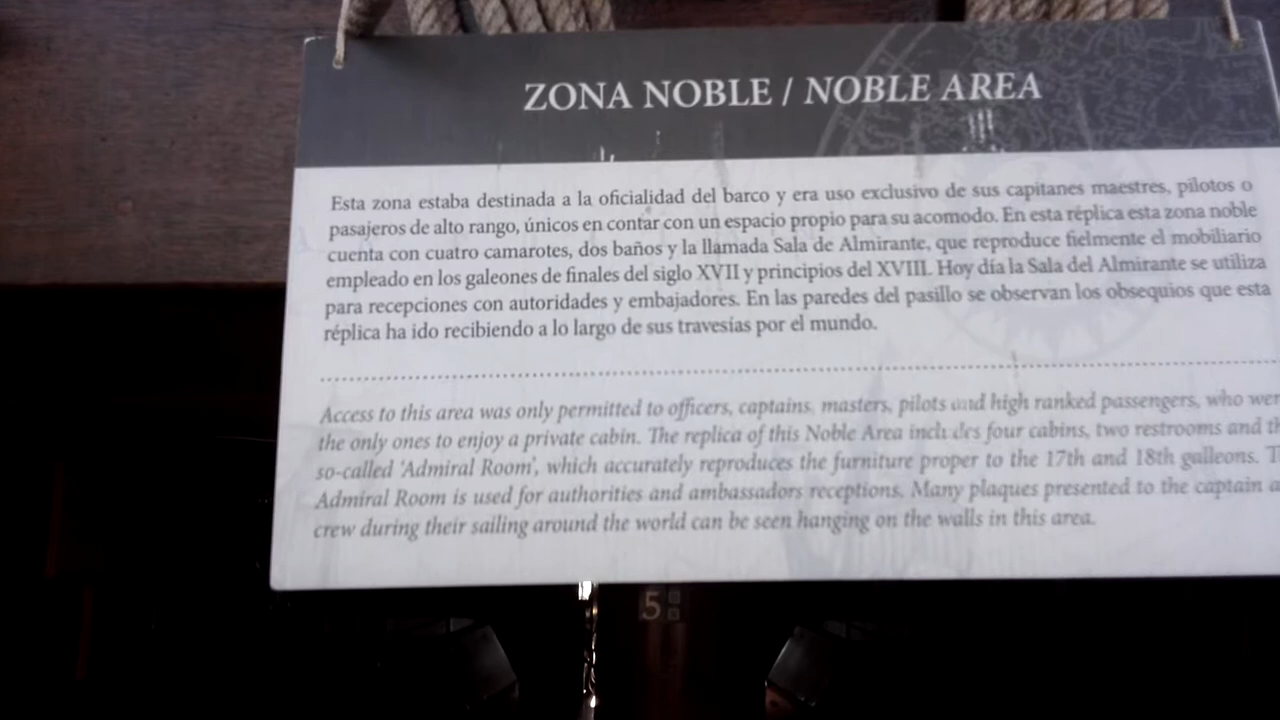 ZONA NOBLE / NOBLE AREA
Esta zona estaba destinada a la oficialidad del barco y era uso exclusivo de sus capitanes maestres, pilotos o
pasajeros de alto rango, únicos en contar con un espacio propio para su acomodo. En esta réplica esta zona noble
cuenta con cuatro camarotes, dos baños y la llamada Sala de Almirante, que reproduce fielmente el mobiliario
empleado en los galeones de finales del siglo XVII y principios del XVIII. Hoy día la Sala del Almirante se utiliza
para recepciones con autoridades y embajadores. En las paredes del pasillo se observan los obsequios que esta
réplica ha ido recibiendo a lo largo de sus travesías por el mundo.
Access to this area was only permitted to officers, captains, masters, pilots and high ranked passengers, who wer
the only ones to enjoy a private cabin. The replica of this Noble Area includes four cabins, two restrooms and th
so-called 'Admiral Room', which accurately reproduces the furniture proper to the 17th and 18th galleons. T
Admiral Room is used for authorities and ambassadors receptions. Many plaques presented to the captain a
crew during their sailing around the world can be seen hanging on the walls in this area.
5